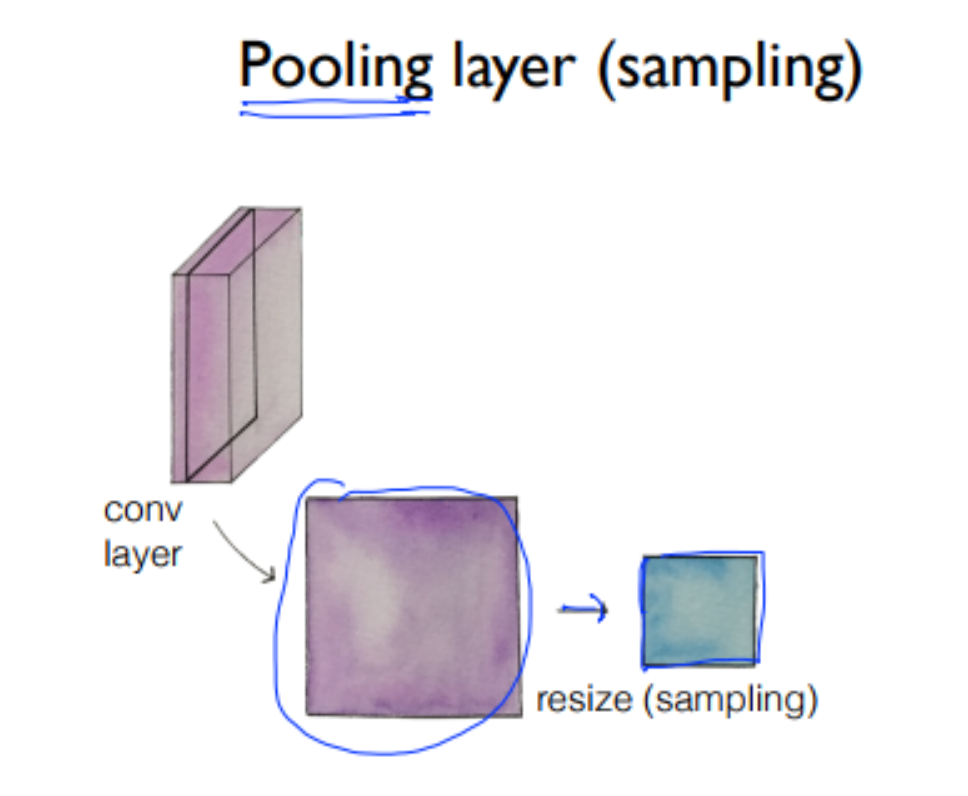 Pooling layer (sampling)
conv
layer
resize (sampling)